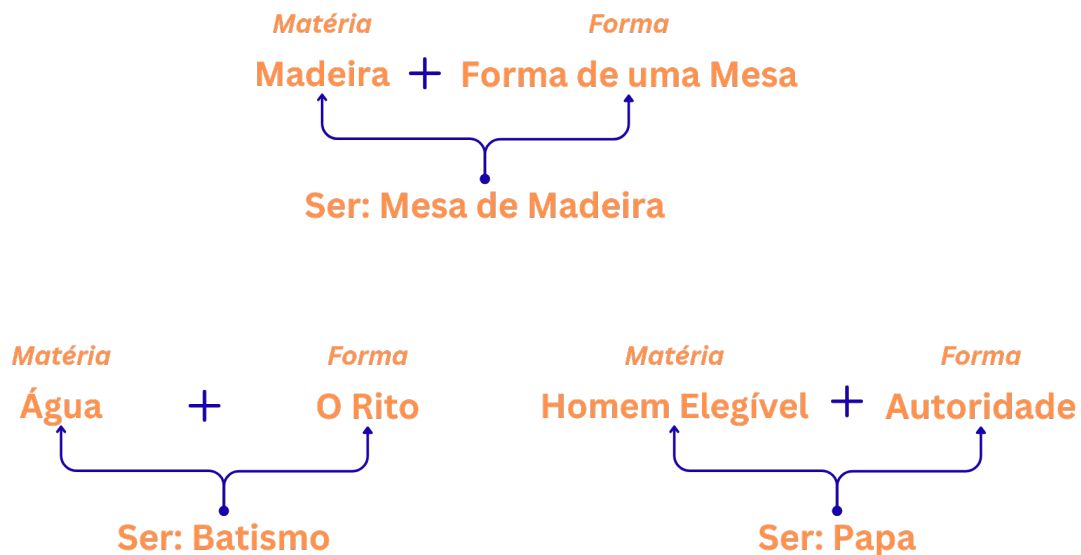 Matéria Forma
Madeira + Forma de uma Mesa
Ser: Mesa de Madeira
Matéria Forma
Água + O Rito
Ser: Batismo
Matéria Forma
Homem Elegível + Autoridade
Ser: Papa